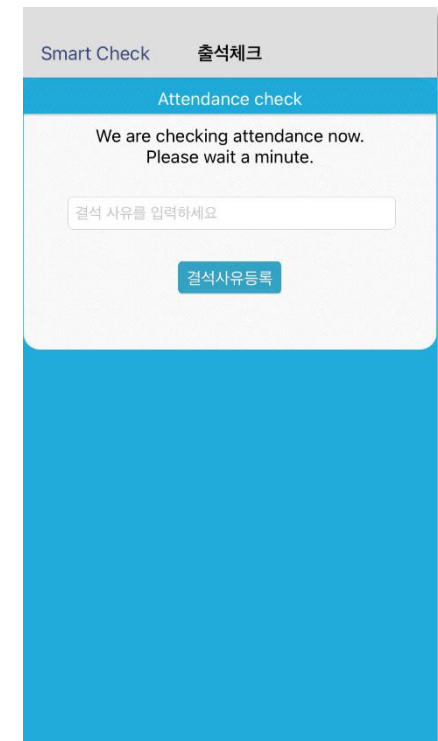 Smart Check 출석체크
Attendance check
We are checking attendance now.
Please wait a minute.
결석 사유를 입력하세요
결석사유등록